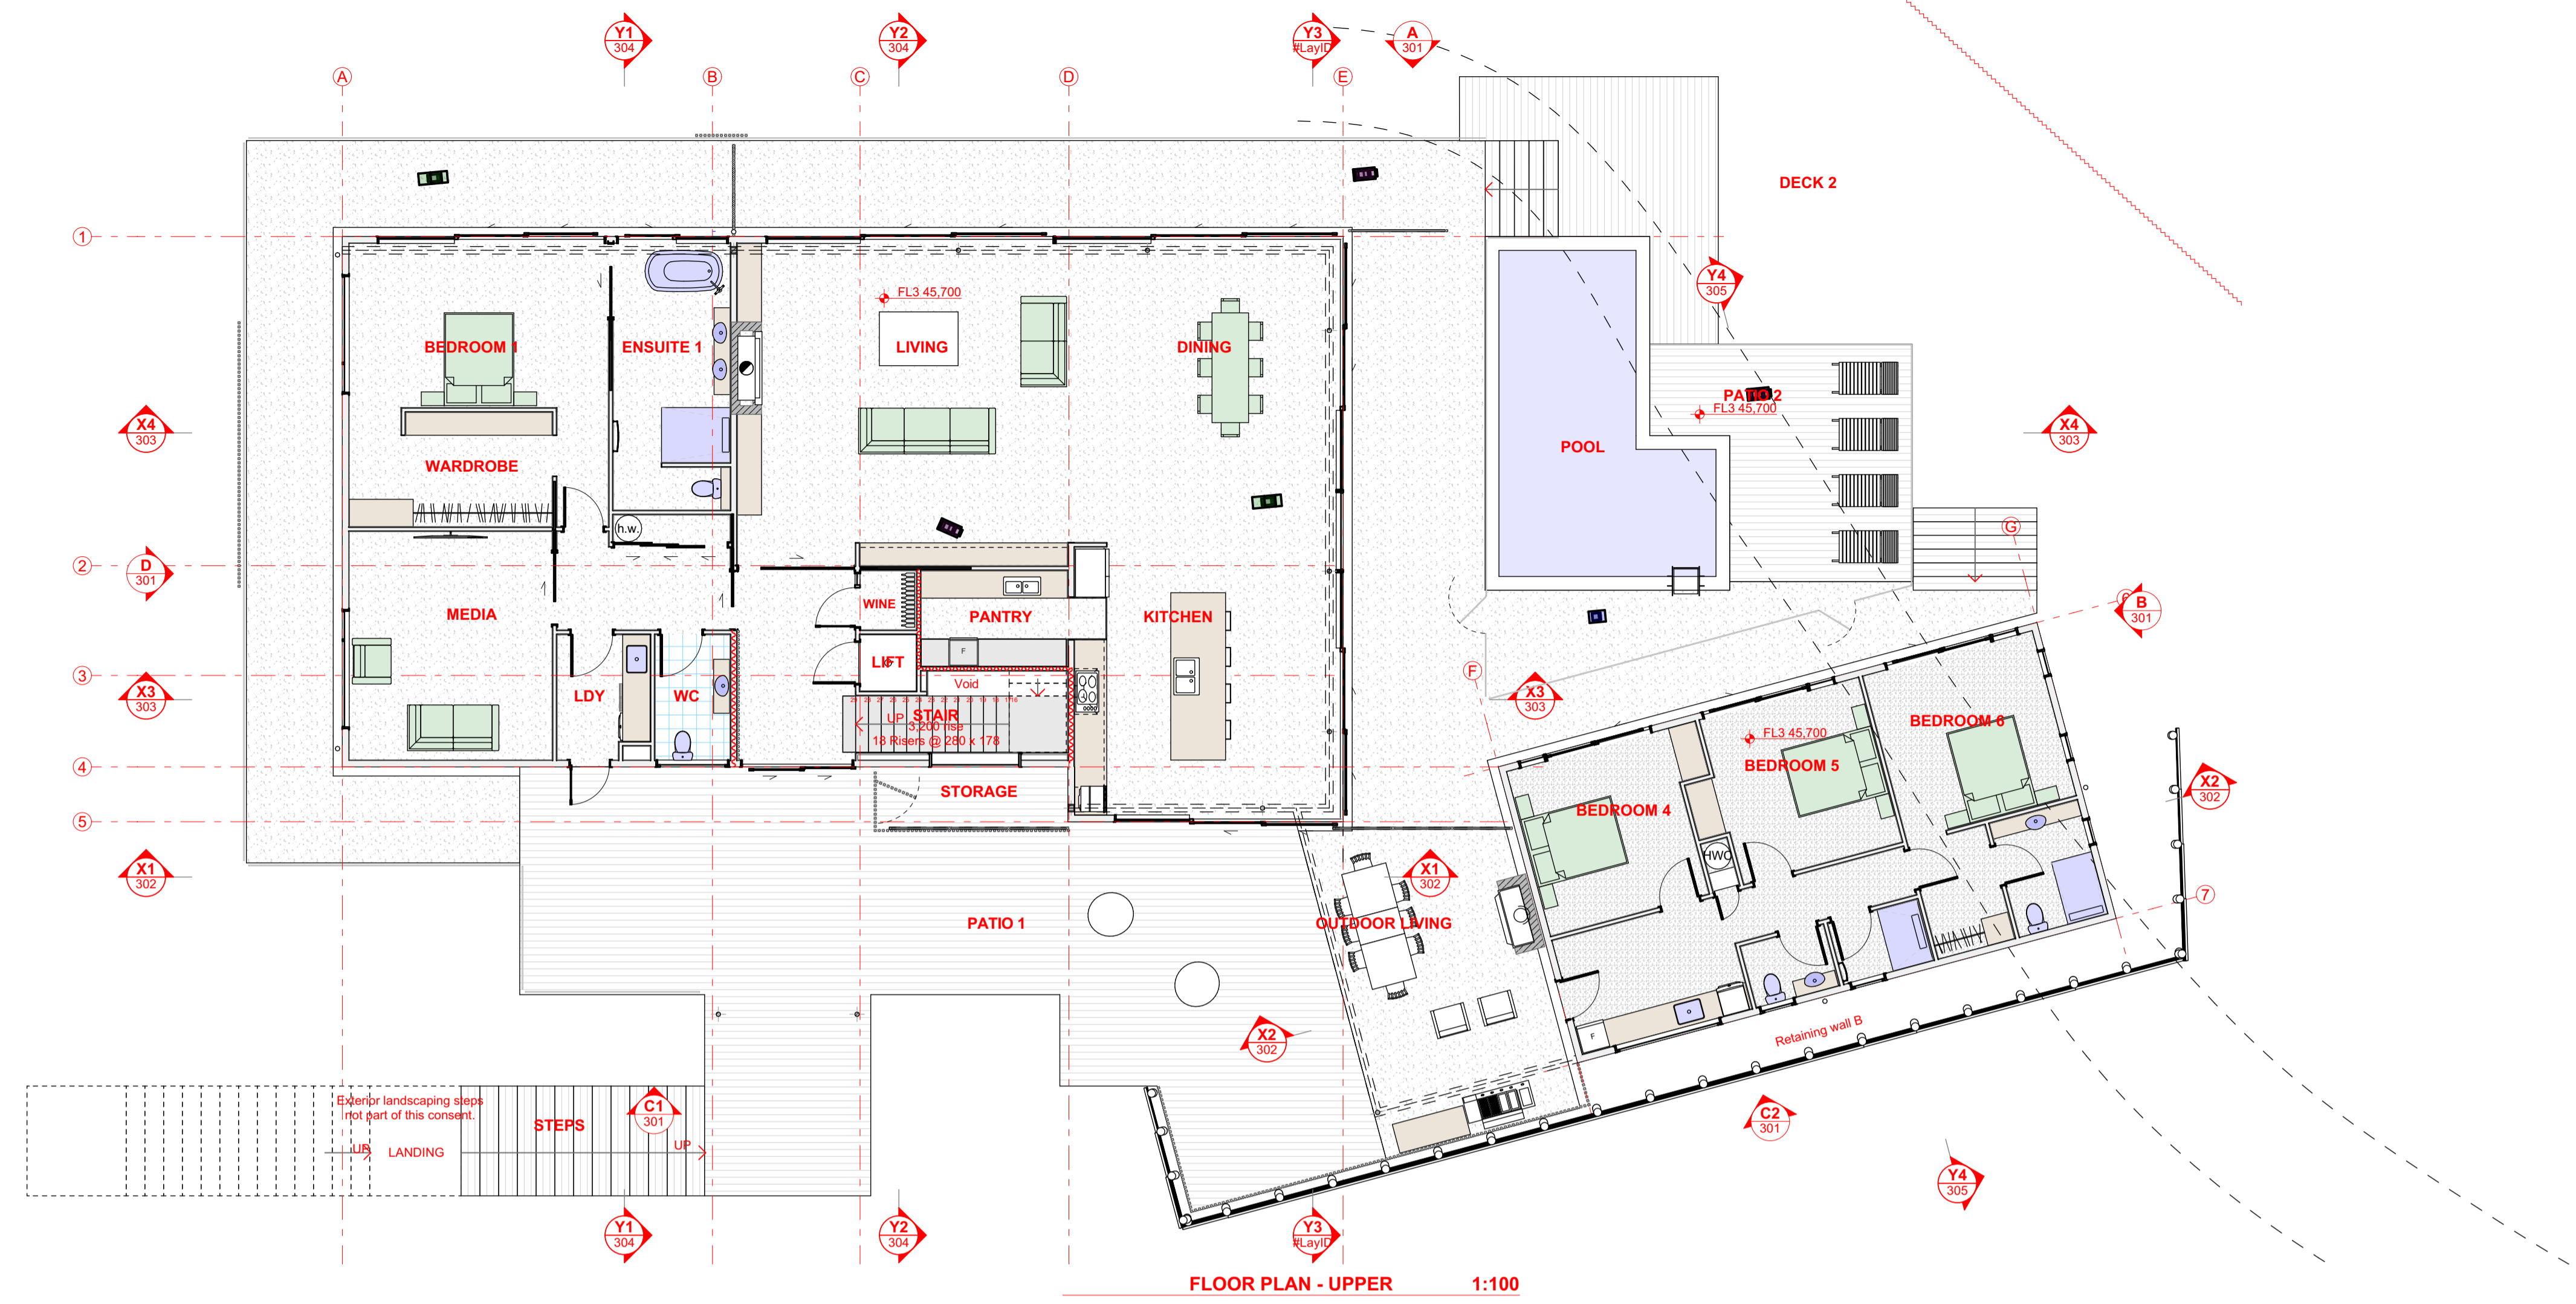 Y1
304
Y2
304
Y3
#LayID
A
301
A
B
C
D
E
DECK 2
1
Y4
305
FL3 45,700
BEDROOM 1
ENSUITE 1
LIVING
DINING
PATIO 2
FL3 45,700
X4
303
X4
303
POOL
WARDROBE
h.w.
G
2
D
301
6
B
301
WINE
MEDIA
PANTRY
KITCHEN
F
LIFT
3
F
X3
303
X3
303
LDY
WC
Void
UP
STAIR
3,200 rise
18 Risers @ 280 x 178
BEDROOM 6
FL3 45,700
BEDROOM 5
4
STORAGE
X2
302
BEDROOM 4
5
HWC
X1
302
X1
302
7
PATIO 1
OUTDOOR LIVING
Retaining wall B
F
X2
302
Exterior landscaping steps
not part of this consent.
C1
301
STEPS
C2
301
UP
LANDING
UP
Y4
305
Y1
304
Y2
304
Y3
#LayID
FLOOR PLAN - UPPER 1:100